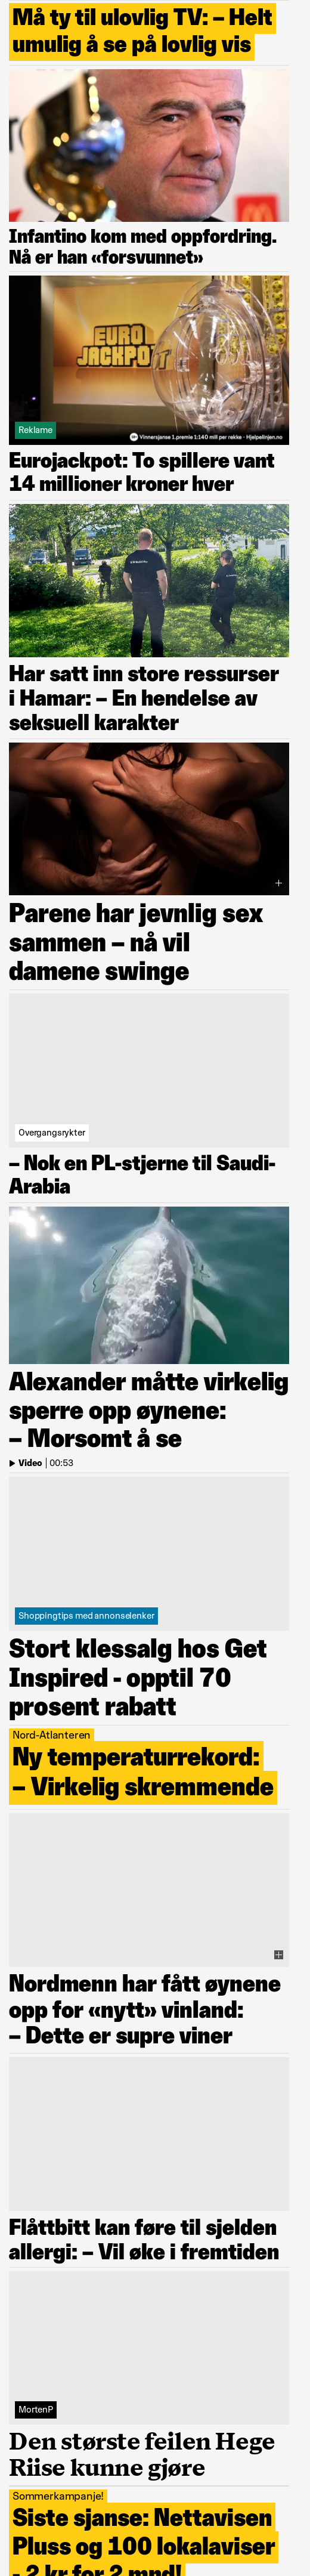 Må ty til ulovlig TV: – Helt
umulig å se på lovlig vis
Infantino kom med oppfordring.
Nå er han «forsvunnet»
EURO
JACKPOT
Reklame
Vinnersjanse 1.premie 1:140 mill per rekke - Hjelpelinjen.no
Eurojackpot: To spillere vant
14 millioner kroner hver
Har satt inn store ressurser
i Hamar: – En hendelse av
seksuell karakter
Parene har jevnlig sex
sammen – nå vil
damene swinge
Overgangsrykter
– Nok en PL-stjerne til Saudi-
Arabia
Alexander måtte virkelig
sperre opp øynene:
– Morsomt å se
Video | 00:53
Shoppingtips med annonselenker
Stort klessalg hos Get
Inspired - opptil 70
prosent rabatt
Nord-Atlanteren
Ny temperaturrekord:
– Virkelig skremmende
Nordmenn har fått øynene
opp for «nytt» vinland:
– Dette er supre viner
Flåttbitt kan føre til sjelden
allergi: – Vil øke i fremtiden
MortenP
Den største feilen Hege
Riise kunne gjøre
Sommerkampanje!
Siste sjanse: Nettavisen
Pluss og 100 lokalaviser
- 2 kr for 2 mnd!